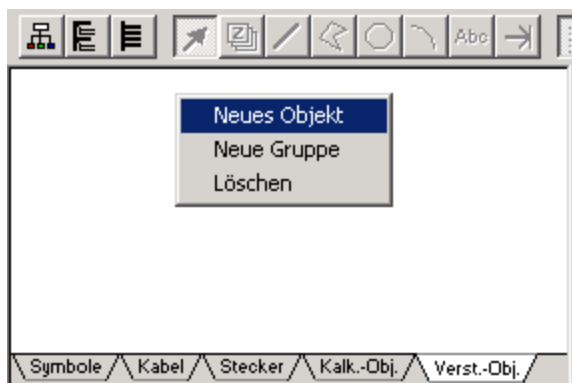 Abc
Neues Objekt
Neue Gruppe
Löschen
Symbole Kabel Stecker Kalk.-Obj. Verst.-Obj.